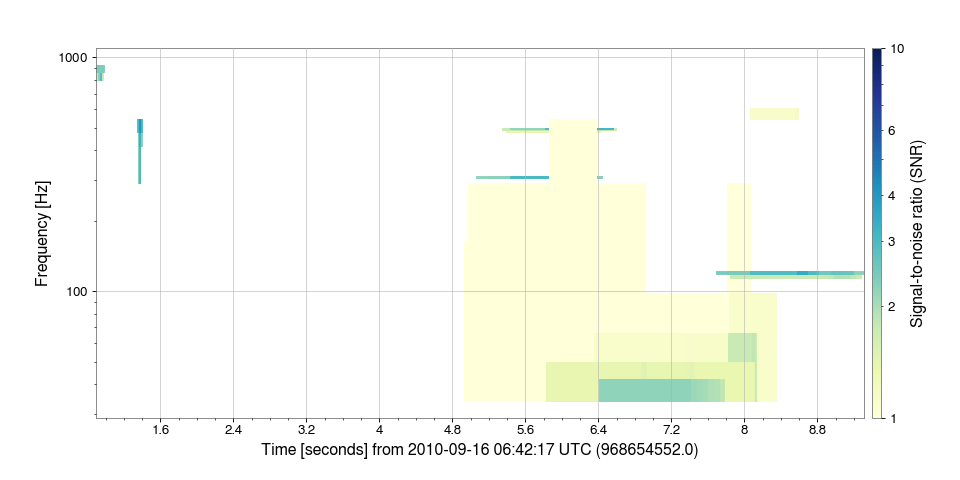 1000
100
Frequency [Hz]
1.6 2.4 3.2 4 4.8 5.6 6.4 7.2 8 8.8
Time [seconds] from 2010-09-16 06:42:17 UTC (968654552.0)
10
6
4
3
2
1
Signal-to-noise ratio (SNR)